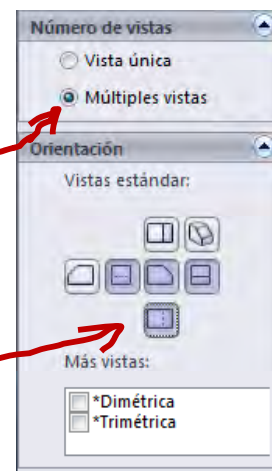 Número de vistas
Vista única
Múltiples vistas
Orientación
Vistas estándar:
Más vistas:
*Dimétrica
*Trimétrica